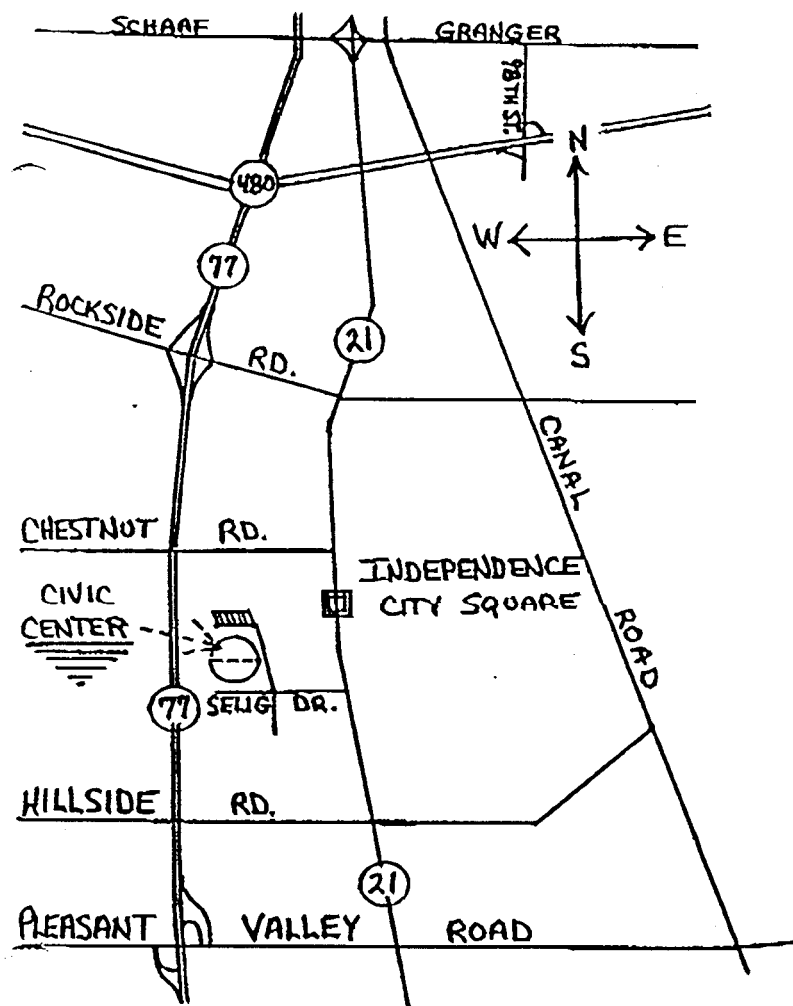 SCHAAF
GRANGER
98TH ST.
N
480
W E
77
ROCKSIDE RD.
21
S
CANAL ROAD
CHESTNUT RD.
INDEPENDENCE
CITY SQUARE
CIVIC
CENTER
77
SELIG DR.
HILLSIDE RD.
21
PLEASANT VALLEY ROAD